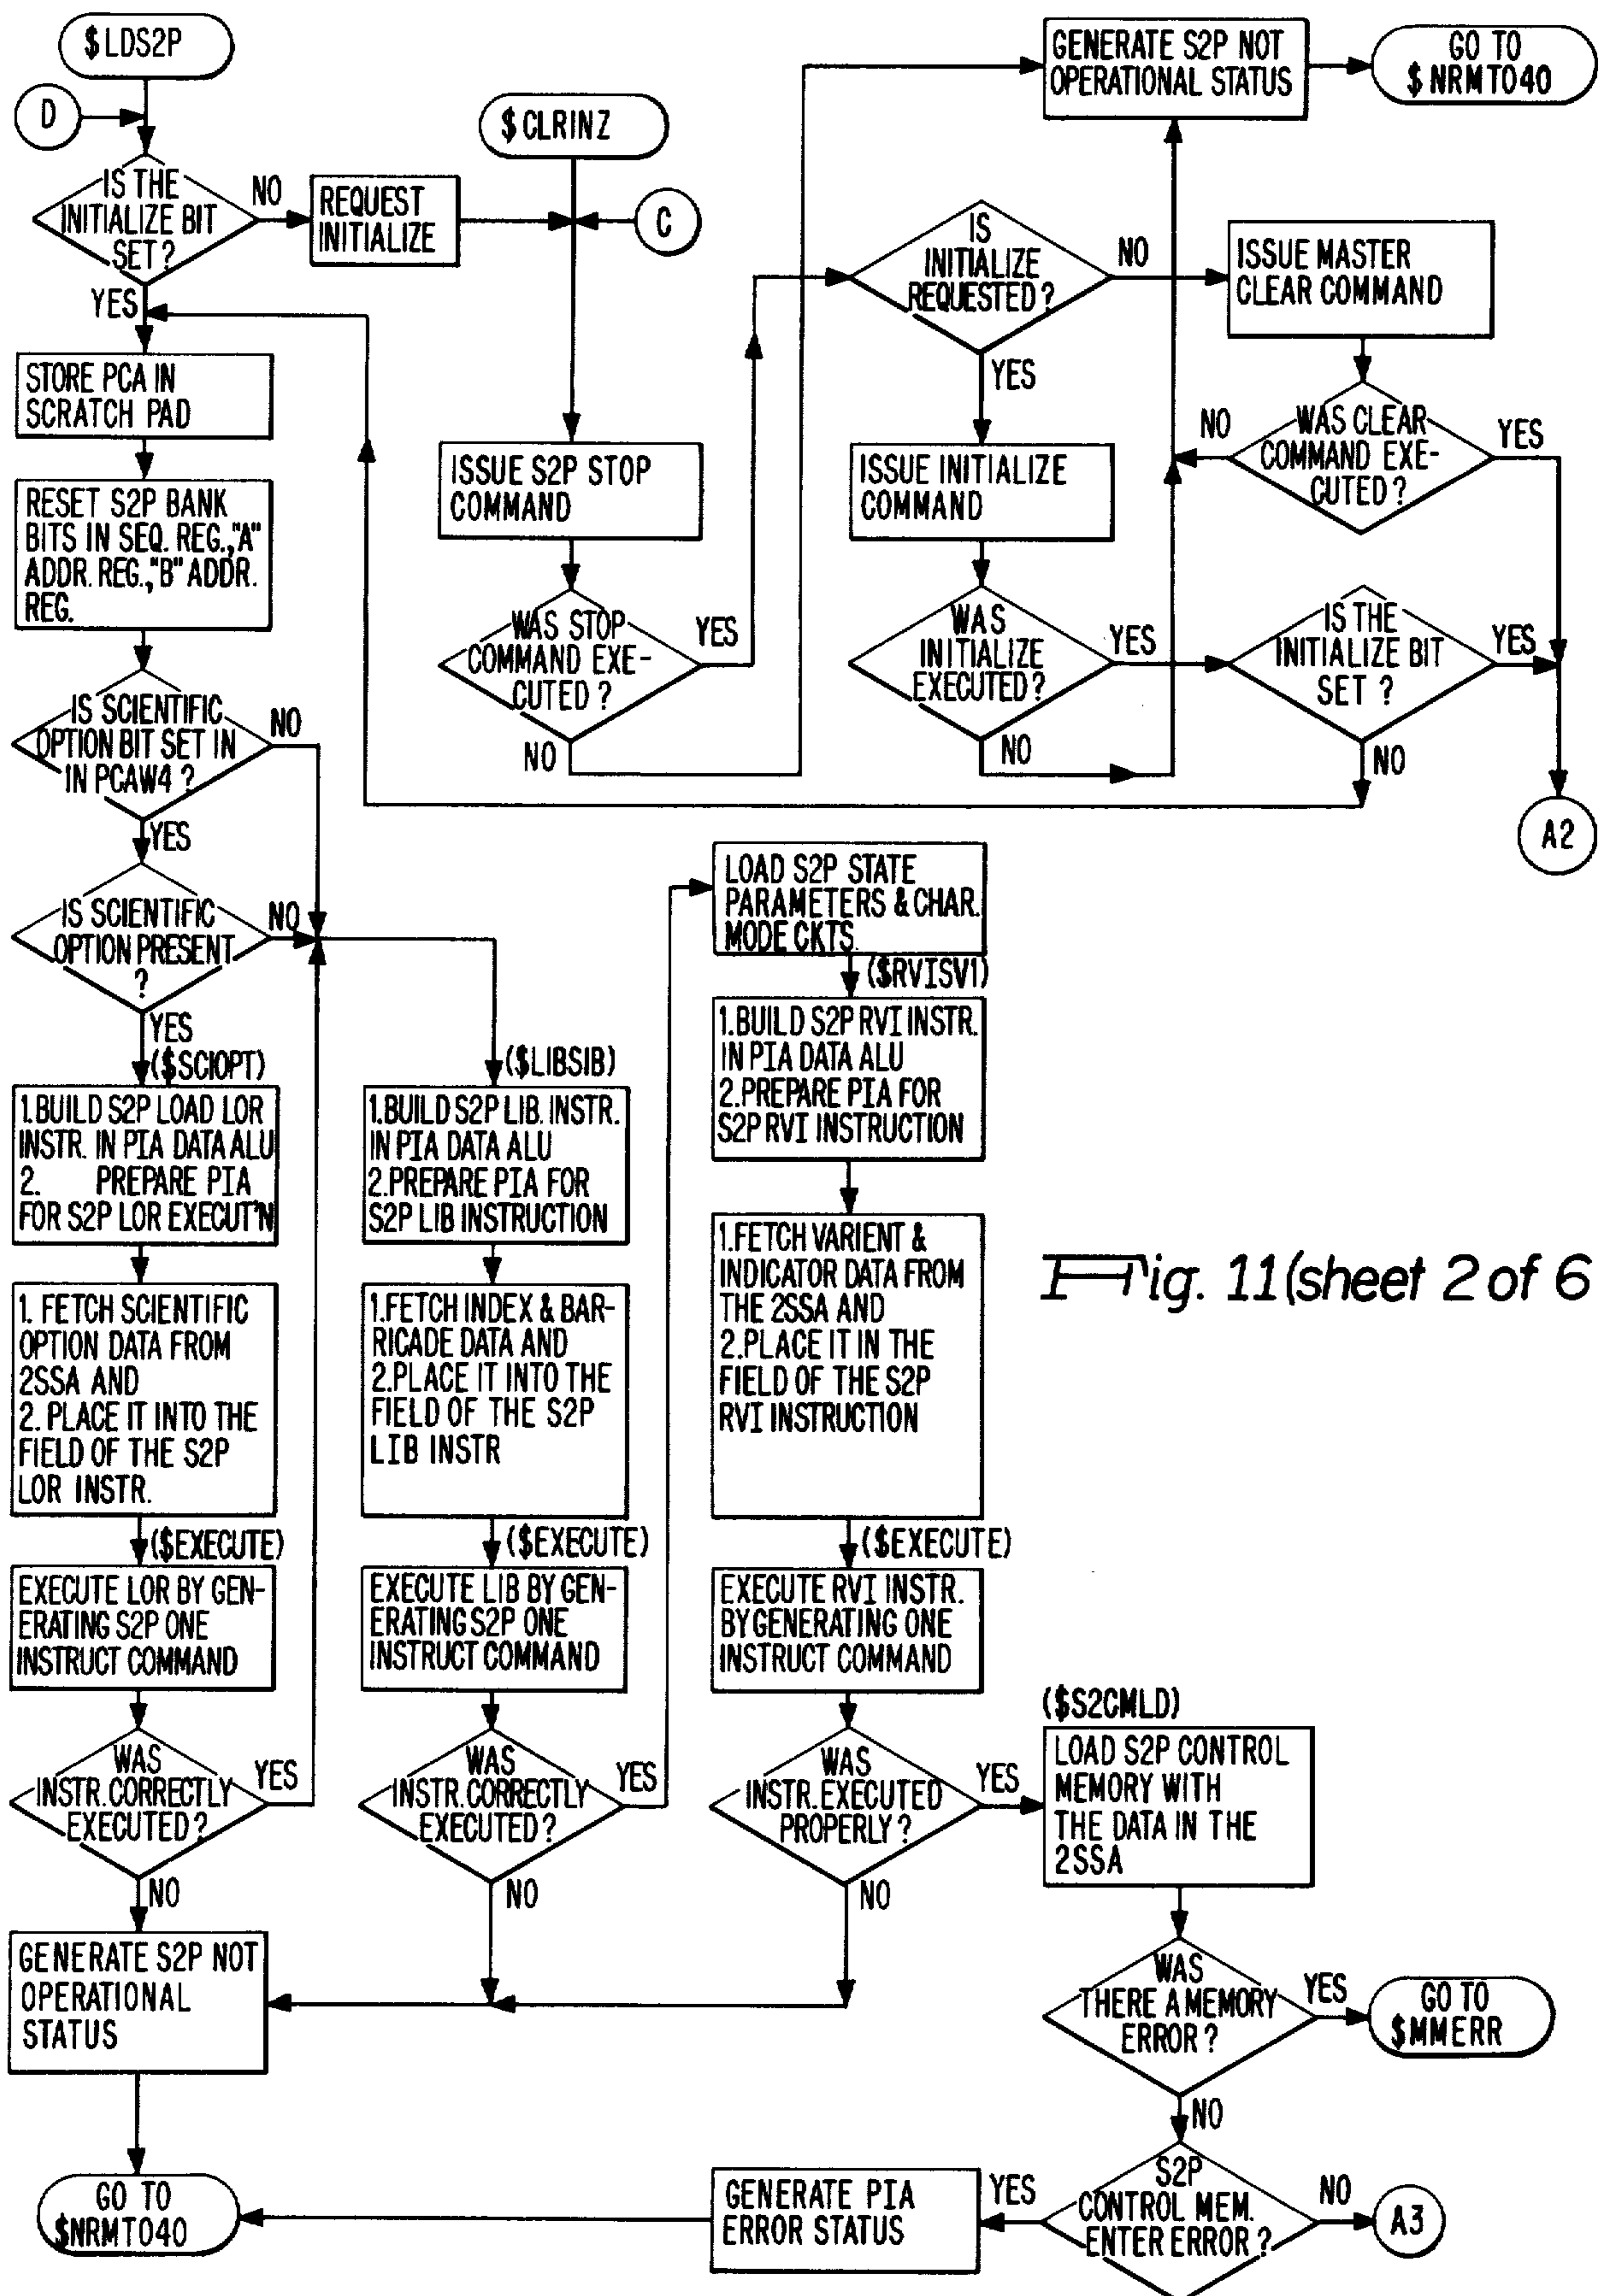 $LDS2P
D
IS THE
INITIALIZE BIT
SET?
NO
REQUEST
INITIALIZE
YES
STORE PCA IN
SCRATCH PAD
RESET S2P BANK
BITS IN SEQ. REG.,"A"
ADDR. REG.,"B" ADDR.
REG.
IS SCIENTIFIC
OPTION BIT SET IN
IN PCAW4 ?
NO
YES
IS SCIENTIFIC
OPTION PRESENT
?
NO
YES
($SCIOPT)
1.BUILD S2P LOAD LOR
INSTR. IN PIA DATA ALU
2. PREPARE PIA
FOR S2P LOR EXECUT'N
1. FETCH SCIENTIFIC
OPTION DATA FROM
2SSA AND
2. PLACE IT INTO THE
FIELD OF THE S2P
LOR INSTR.
($EXECUTE)
EXECUTE LOR BY GEN-
ERATING S2P ONE
INSTRUCT COMMAND
WAS
INSTR.CORRECTLY
EXECUTED?
YES
NO
GENERATE S2P NOT
OPERATIONAL
STATUS
GO TO
$NRMTO40
$CLRINZ
C
ISSUE S2P STOP
COMMAND
WAS STOP
COMMAND EXE-
CUTED ?
YES
NO
GENERATE S2P NOT
OPERATIONAL STATUS
GO TO
$NRMTO40
IS
INITIALIZE
REQUESTED?
NO
YES
ISSUE MASTER
CLEAR COMMAND
WAS CLEAR
COMMAND EXE-
CUTED ?
NO
YES
ISSUE INITIALIZE
COMMAND
WAS
INITIALIZE
EXECUTED?
YES
NO
IS THE
INITIALIZE BIT
SET ?
YES
NO
A2
($LIBSIB)
1.BUILD S2P LIB. INSTR.
IN PIA DATA ALU
2.PREPARE PIA FOR
S2P LIB INSTRUCTION
1.FETCH INDEX & BAR-
RICADE DATA AND
2.PLACE IT INTO THE
FIELD OF THE S2P
LIB INSTR
($EXECUTE)
EXECUTE LIB BY GEN-
ERATING S2P ONE
INSTRUCT COMMAND
WAS
INSTR.CORRECTLY
EXECUTED?
YES
NO
LOAD S2P STATE
PARAMETERS & CHAR.
MODE CKTS.
($RVISV1)
1.BUILD S2P RVI INSTR.
IN PIA DATA ALU
2.PREPARE PIA FOR
S2P RVI INSTRUCTION
1.FETCH VARIENT &
INDICATOR DATA FROM
THE 2SSA AND
2.PLACE IT IN THE
FIELD OF THE S2P
RVI INSTRUCTION
($EXECUTE)
EXECUTE RVI INSTR.
BY GENERATING ONE
INSTRUCT COMMAND
WAS
INSTR.EXECUTED
PROPERLY ?
YES
NO
Fig. 11(sheet 2 of 6
($S2CMLD)
LOAD S2P CONTROL
MEMORY WITH
THE DATA IN THE
2SSA
WAS
THERE A MEMORY
ERROR ?
YES
GO TO
$MMERR
NO
S2P
CONTROL MEM.
ENTER ERROR ?
YES
NO
GENERATE PIA
ERROR STATUS
A3